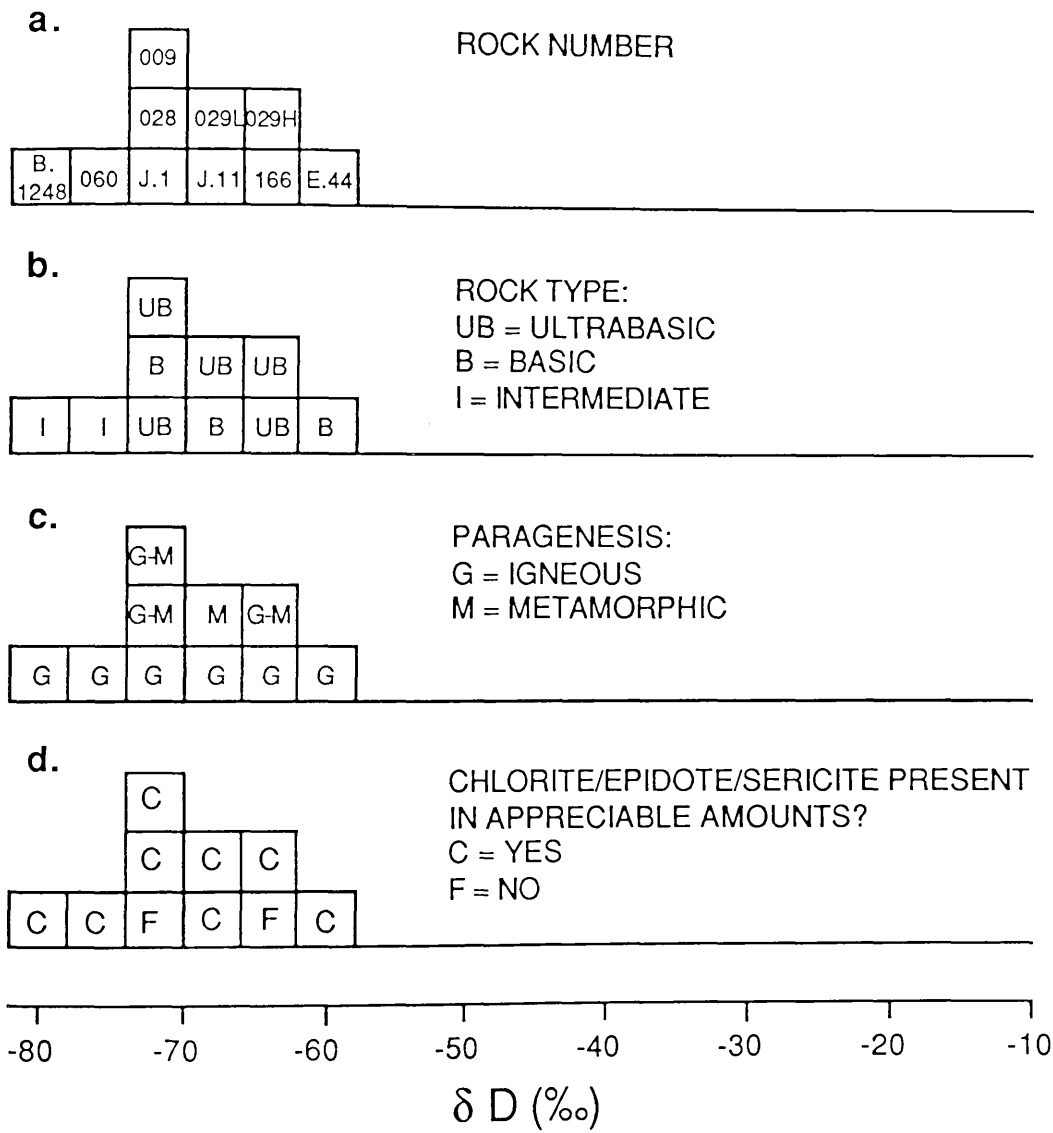 a.
ROCK NUMBER
009
028 029L 029H
B. 1248 060 J.1 J.11 166 E.44
b.
ROCK TYPE:
UB = ULTRABASIC
B = BASIC
I = INTERMEDIATE
UB
B UB UB
I I UB B UB B
c.
PARAGENESIS:
G = IGNEOUS
M = METAMORPHIC
G-M
G-M M G-M
G G G G G G
d.
CHLORITE/EPIDOTE/SERICITE PRESENT
IN APPRECIABLE AMOUNTS?
C = YES
F = NO
C
C C C
C C F C F C
-80 -70 -60 -50 -40 -30 -20 -10
δ D (‰)